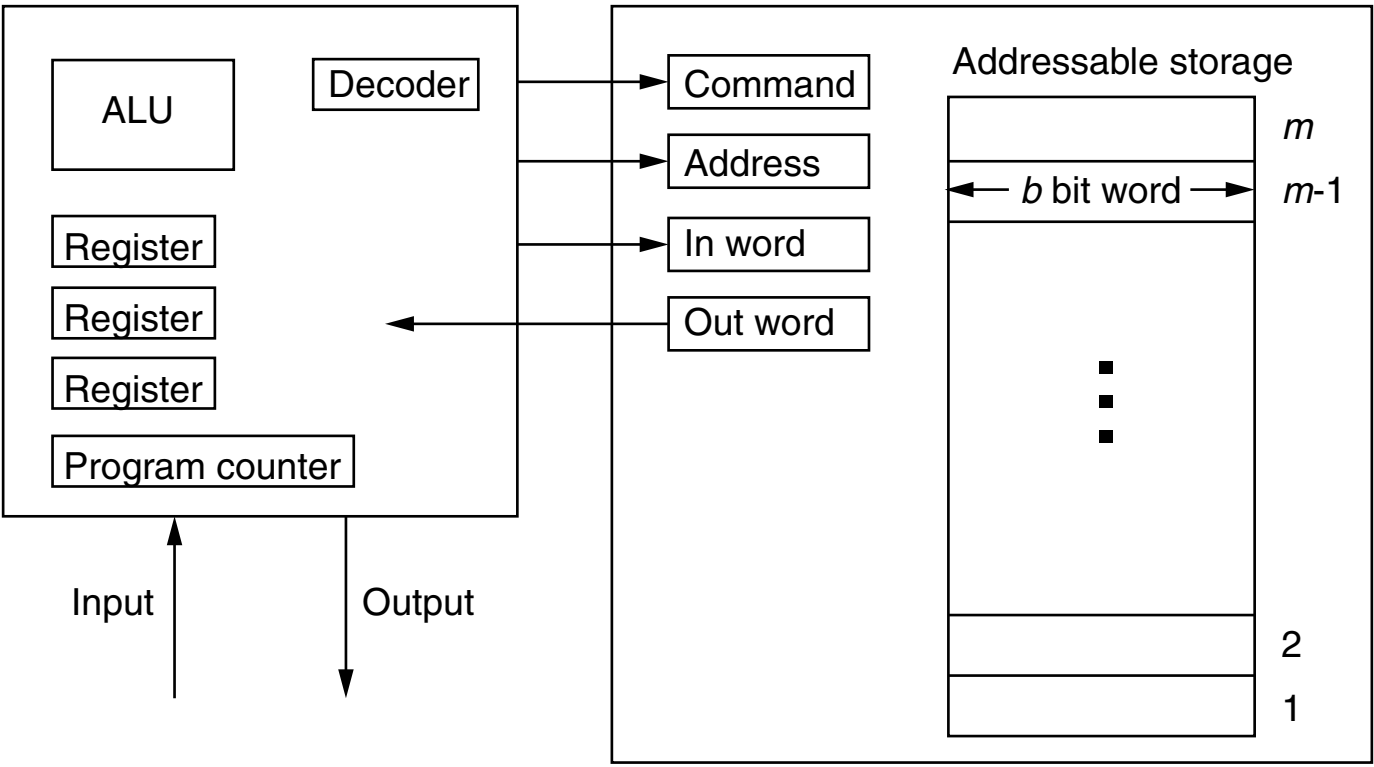 ALU
Decoder
Register
Register
Register
Program counter
Input
Output
Command
Address
In word
Out word
Addressable storage
m
b bit word
m-1
2
1